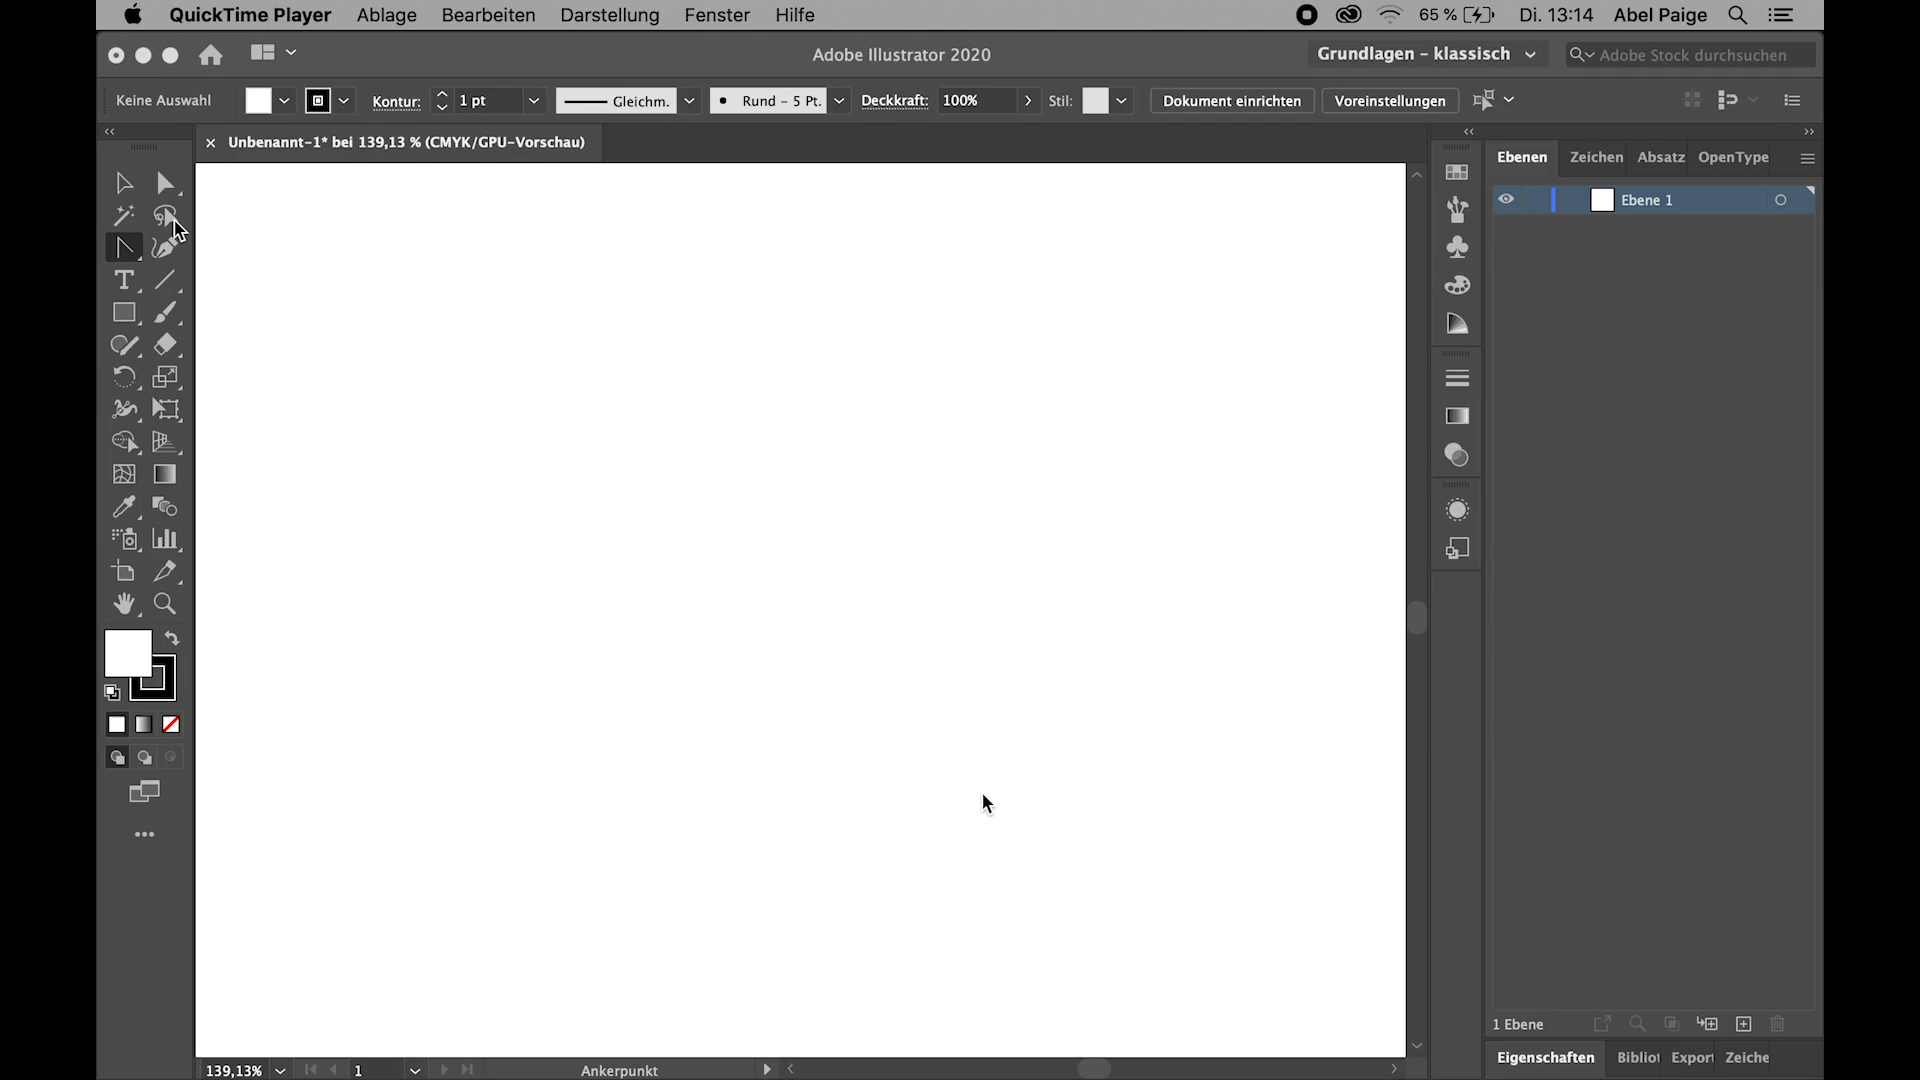 QuickTime Player Ablage Bearbeiten Darstellung Fenster Hilfe 65 % Di. 13:14 Abel Paige
Adobe Illustrator 2020 Grundlagen – klassisch Adobe Stock durchsuchen
Keine Auswahl Kontur: 1 pt Gleichm. Rund – 5 Pt. Deckkraft: 100% Stil: Dokument einrichten Voreinstellungen
Unbenannt-1* bei 139,13 % (CMYK/GPU-Vorschau)
Ebenen Zeichen Absatz OpenType
Ebene 1
1 Ebene
Eigenschaften Bibliot Export Zeiche
139,13% 1 Ankerpunkt